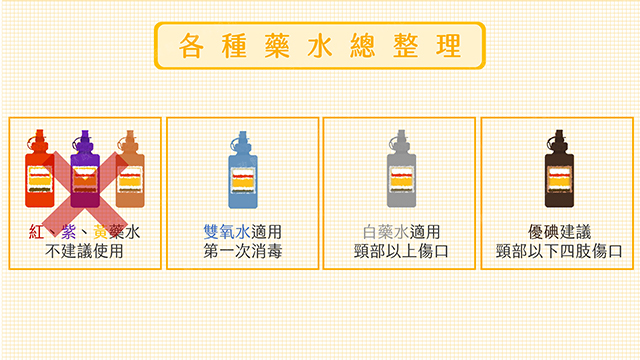 各種藥水總整理
紅、紫、黃藥水
不建議使用
雙氧水適用
第一次消毒
白藥水適用
頸部以上傷口
優碘建議
頸部以下四肢傷口